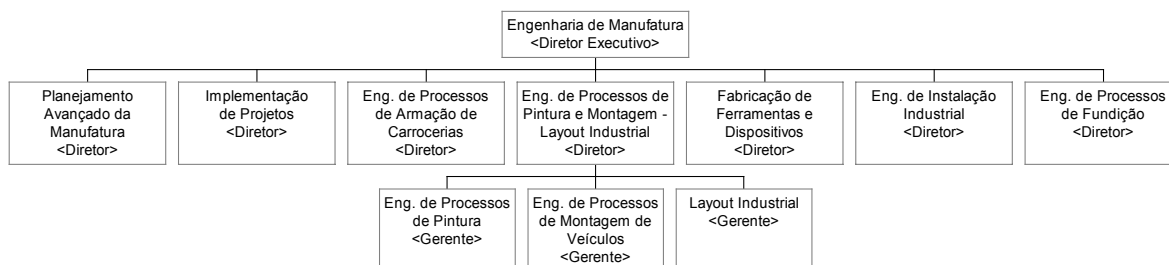 Engenharia de Manufatura
<Diretor Executivo>
Planejamento
Avançado da
Manufatura
<Diretor>
Implementação
de Projetos
<Diretor>
Eng. de Processos
de Armação de
Carrocerias
<Diretor>
Eng. de Processos de
Pintura e Montagem -
Layout Industrial
<Diretor>
Fabricação de
Ferramentas e
Dispositivos
<Diretor>
Eng. de Instalação
Industrial
<Diretor>
Eng. de Processos
de Fundição
<Diretor>
Eng. de Processos
de Pintura
<Gerente>
Eng. de Processos
de Montagem de
Veículos
<Gerente>
Layout Industrial
<Gerente>